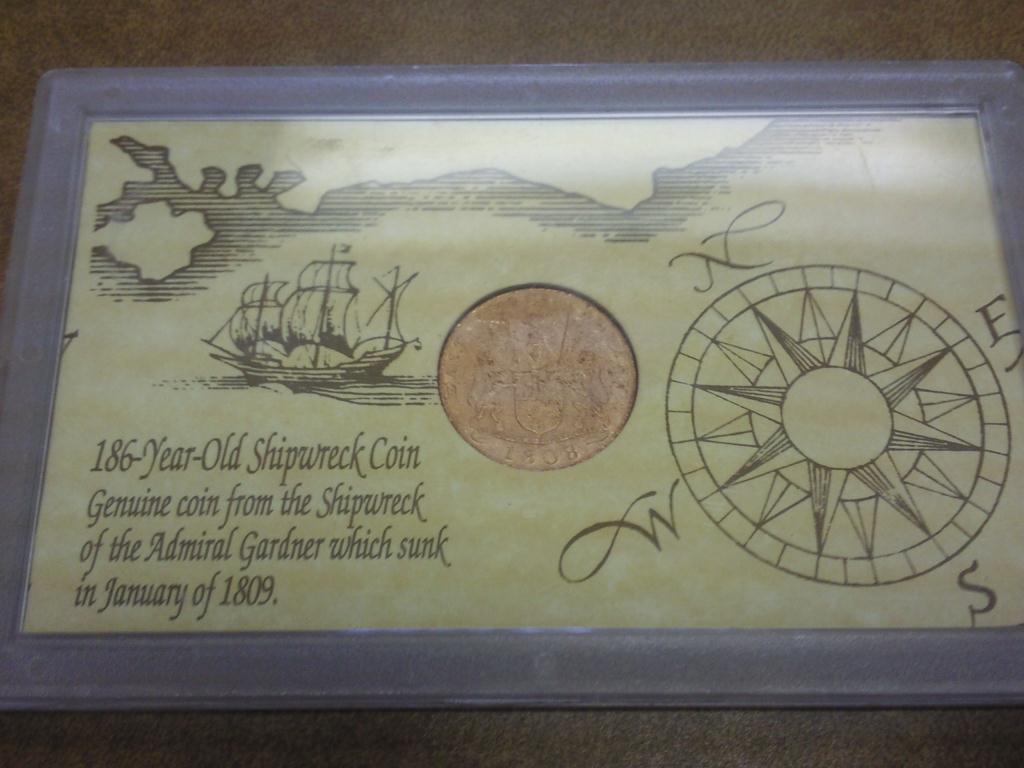 N
E
1808
186-Year-Old Shipwreck Coin
Genuine coin from the Shipwreck
of the Admiral Gardner which sunk
in January of 1809.
W
S